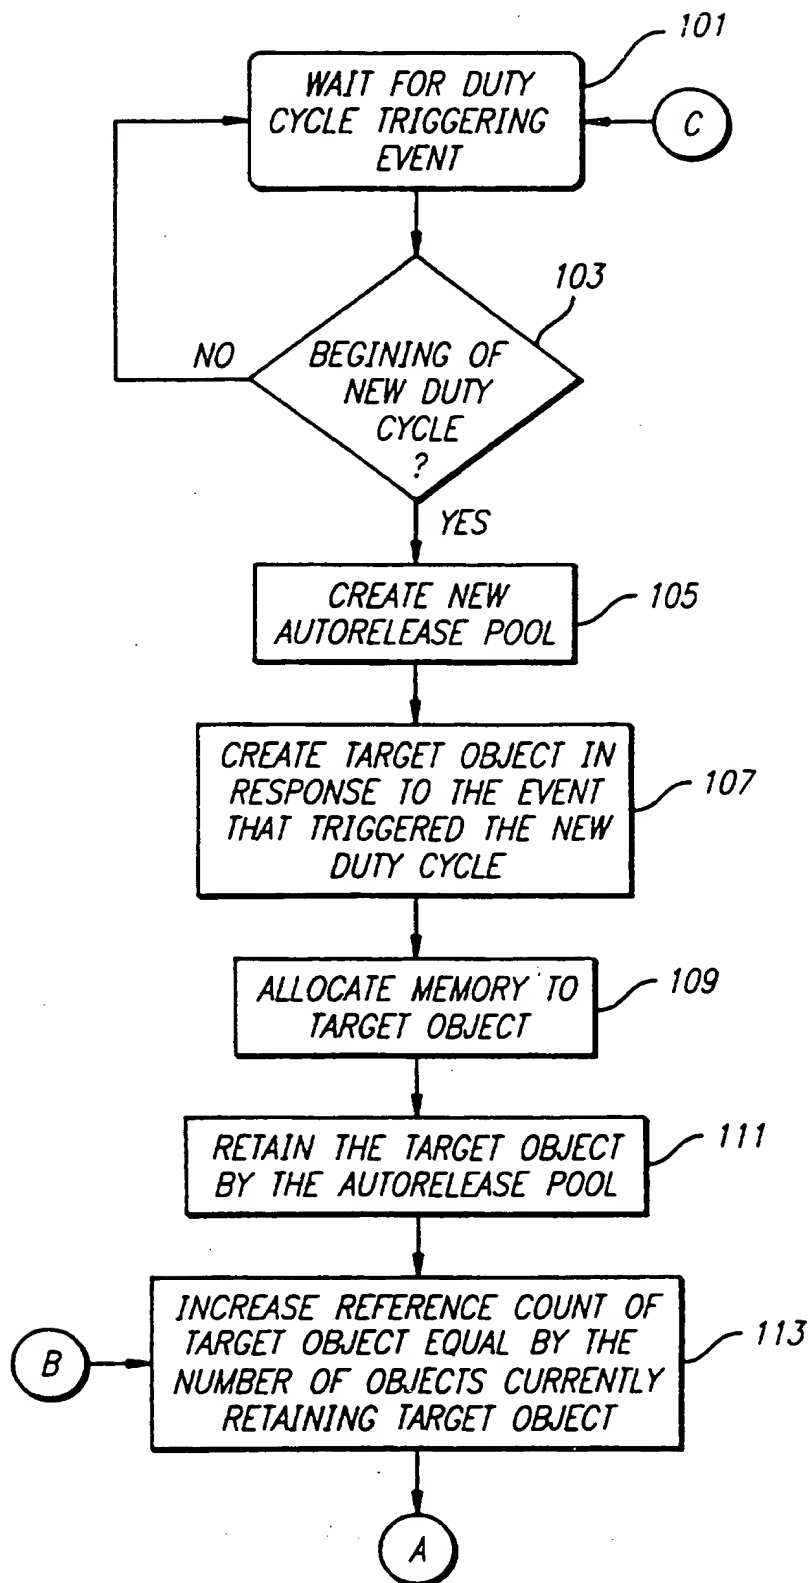 101
WAIT FOR DUTY
CYCLE TRIGGERING
EVENT
C
103
NO
BEGINING OF
NEW DUTY
CYCLE
?
YES
CREATE NEW
AUTORELEASE POOL
105
CREATE TARGET OBJECT IN
RESPONSE TO THE EVENT
THAT TRIGGERED THE NEW
DUTY CYCLE
107
ALLOCATE MEMORY TO
TARGET OBJECT
109
RETAIN THE TARGET OBJECT
BY THE AUTORELEASE POOL
111
B
INCREASE REFERENCE COUNT OF
TARGET OBJECT EQUAL BY THE
NUMBER OF OBJECTS CURRENTLY
RETAINING TARGET OBJECT
113
A